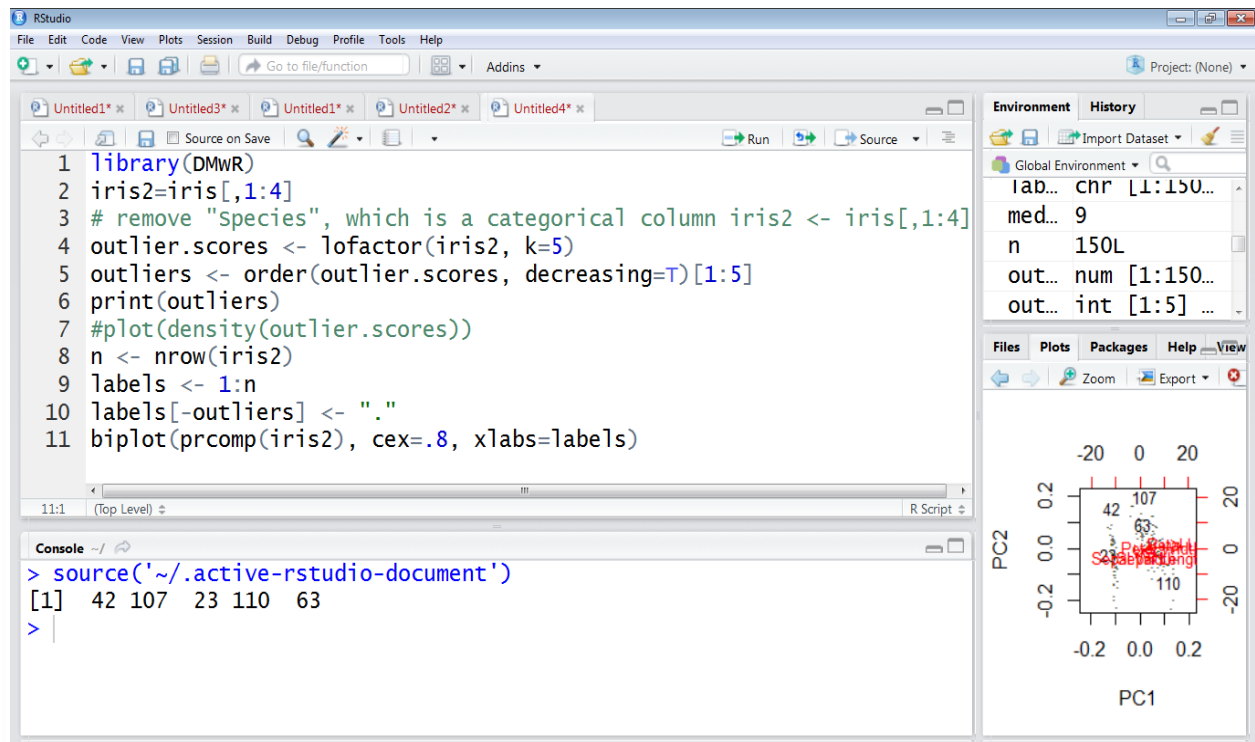 RStudio
File Edit Code View Plots Session Build Debug Profile Tools Help
Go to file/function
Addins
Project: (None)
Untitled1* Untitled3* Untitled1* Untitled2* Untitled4*
Source on Save
Run
Source
1 library(DMwR)
2 iris2=iris[,1:4]
3 # remove "Species", which is a categorical column iris2 <- iris[,1:4]
4 outlier.scores <- lofactor(iris2, k=5)
5 outliers <- order(outlier.scores, decreasing=T)[1:5]
6 print(outliers)
7 #plot(density(outlier.scores))
8 n <- nrow(iris2)
9 labels <- 1:n
10 labels[-outliers] <- "."
11 biplot(prcomp(iris2), cex=.8, xlabs=labels)
11:1 (Top Level) R Script
Console ~/
> source('~/.active-rstudio-document')
[1] 42 107 23 110 63
>
Environment History
Import Dataset
Global Environment
lab… chr [1:150…
med… 9
n 150L
out… num [1:150…
out… int [1:5] …
Files Plots Packages Help View
Zoom Export
-20 0 20
0.2 0.0 -0.2
PC2
42 107
63
23
110
20 0 -20
-0.2 0.0 0.2
PC1